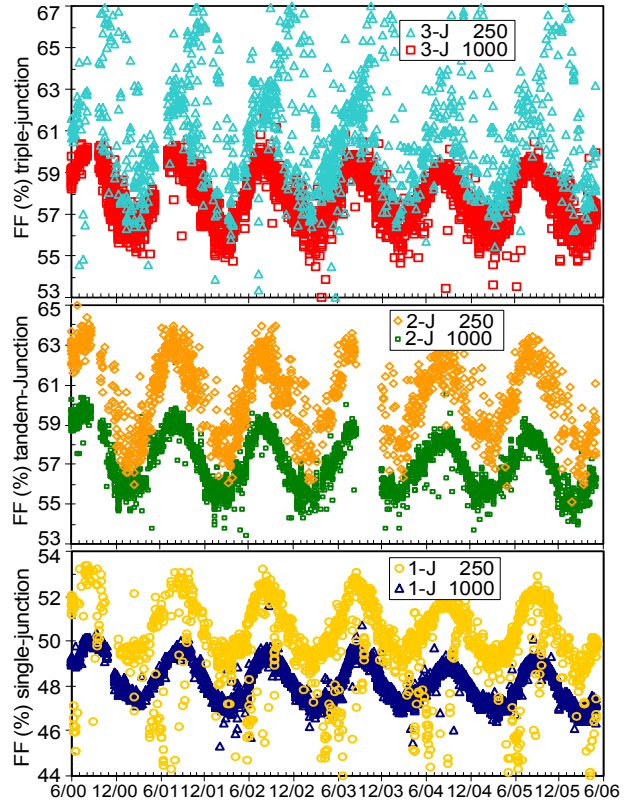 67
65
63
61
59
57
55
53
FF (%) triple-junction
3-J 250
3-J 1000
65
63
61
59
57
55
53
FF (%) tandem-Junction
2-J 250
2-J 1000
54
52
50
48
46
44
FF (%) single-junction
1-J 250
1-J 1000
6/00 12/00 6/01 12/01 6/02 12/02 6/03 12/03 6/04 12/04 6/05 12/05 6/06